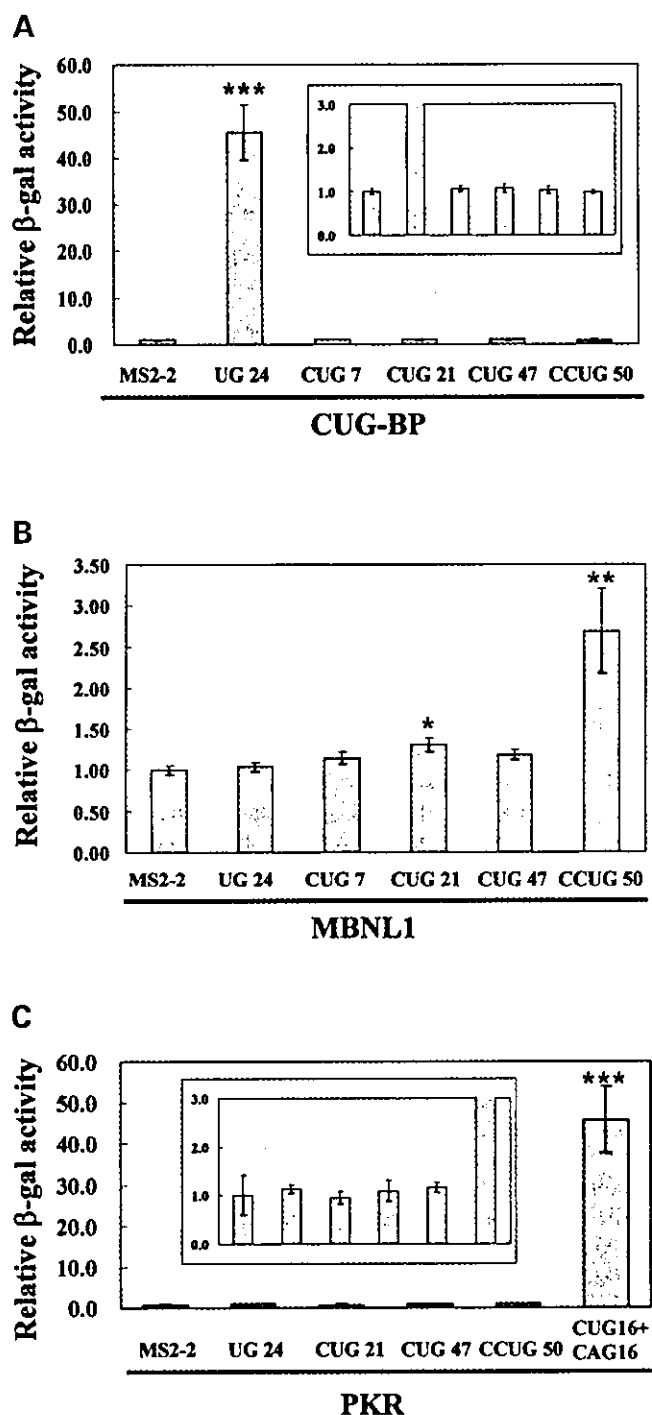 A
Relative β-gal activity
60.0
50.0
40.0
30.0
20.0
10.0
0.0
***
3.0
2.0
1.0
0.0
MS2-2 UG 24 CUG 7 CUG 21 CUG 47 CCUG 50
CUG-BP
B
Relative β-gal activity
3.50
3.00
2.50
2.00
1.50
1.00
0.50
0.00
*
**
MS2-2 UG 24 CUG 7 CUG 21 CUG 47 CCUG 50
MBNL1
C
Relative β-gal activity
60.0
50.0
40.0
30.0
20.0
10.0
0.0
3.0
2.0
1.0
0.0
***
MS2-2 UG 24 CUG 21 CUG 47 CCUG 50 CUG16+
CAG16
PKR